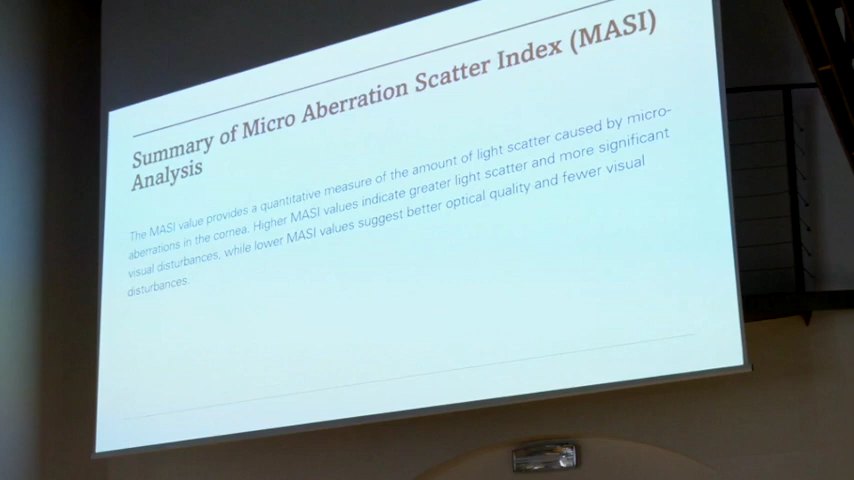 Summary of Micro Aberration Scatter Index (MASI)
Analysis
The MASI value provides a quantitative measure of the amount of light scatter caused by micro-
aberrations in the cornea. Higher MASI values indicate greater light scatter and more significant
visual disturbances, while lower MASI values suggest better optical quality and fewer visual
disturbances.